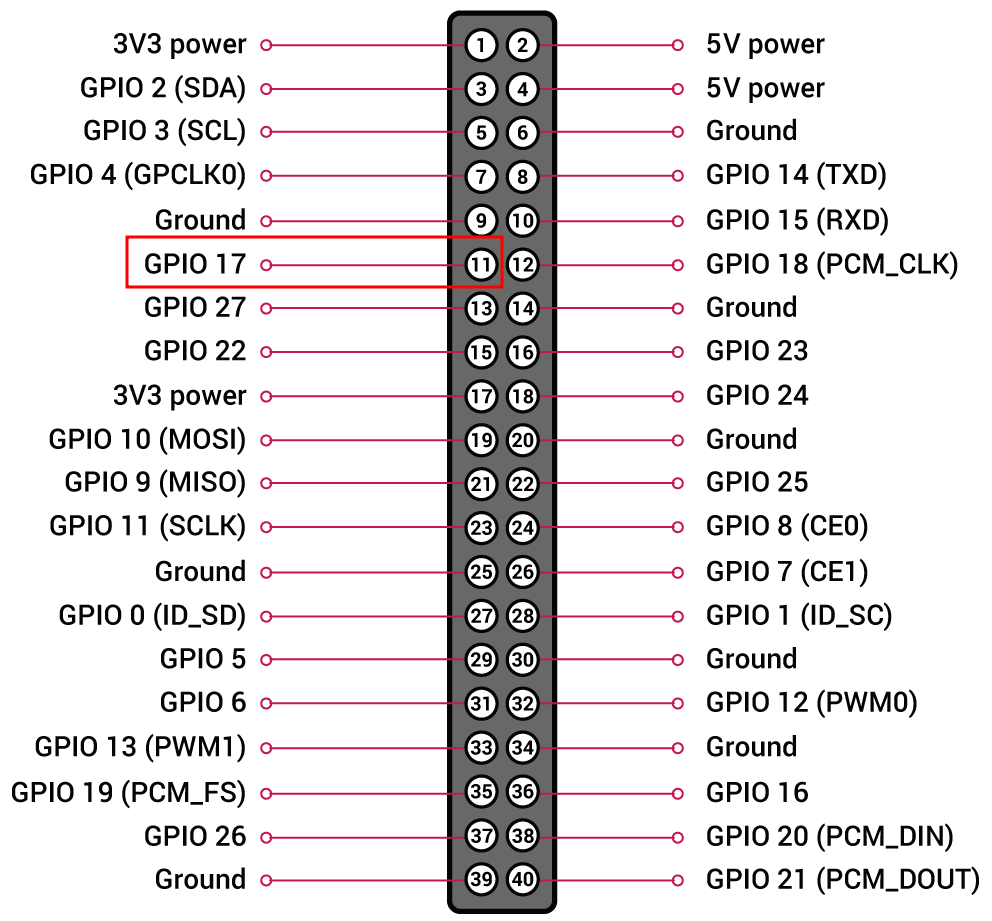 3V3 power 1 2 5V power
GPIO 2 (SDA) 3 4 5V power
GPIO 3 (SCL) 5 6 Ground
GPIO 4 (GPCLK0) 7 8 GPIO 14 (TXD)
Ground 9 10 GPIO 15 (RXD)
GPIO 17 11 12 GPIO 18 (PCM_CLK)
GPIO 27 13 14 Ground
GPIO 22 15 16 GPIO 23
3V3 power 17 18 GPIO 24
GPIO 10 (MOSI) 19 20 Ground
GPIO 9 (MISO) 21 22 GPIO 25
GPIO 11 (SCLK) 23 24 GPIO 8 (CE0)
Ground 25 26 GPIO 7 (CE1)
GPIO 0 (ID_SD) 27 28 GPIO 1 (ID_SC)
GPIO 5 29 30 Ground
GPIO 6 31 32 GPIO 12 (PWM0)
GPIO 13 (PWM1) 33 34 Ground
GPIO 19 (PCM_FS) 35 36 GPIO 16
GPIO 26 37 38 GPIO 20 (PCM_DIN)
Ground 39 40 GPIO 21 (PCM_DOUT)